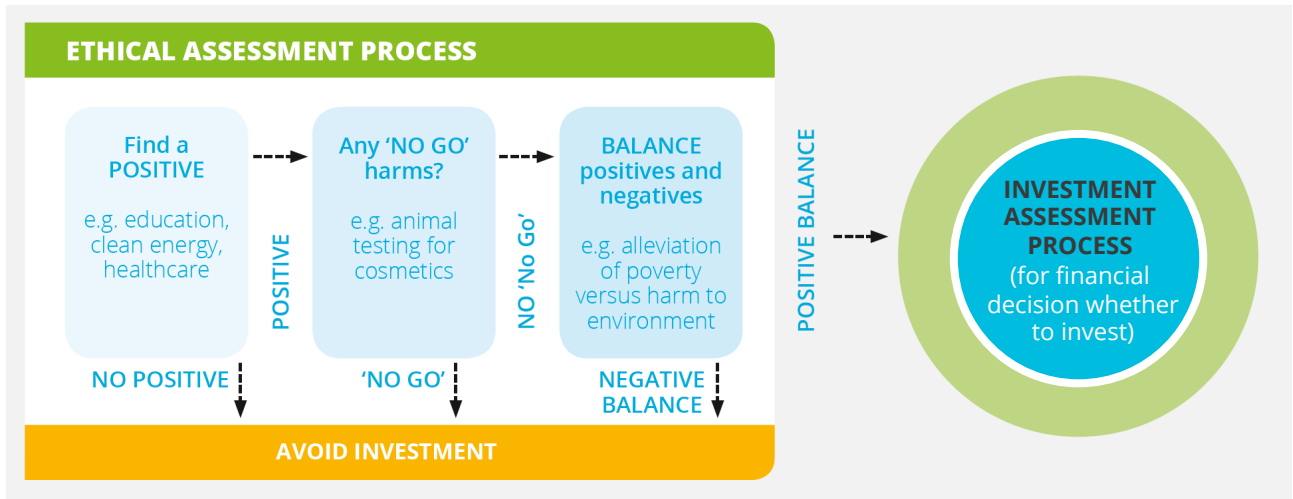 ETHICAL ASSESSMENT PROCESS
Find a
POSITIVE
e.g. education,
clean energy,
healthcare
POSITIVE
NO POSITIVE
Any ‘NO GO’
harms?
e.g. animal
testing for
cosmetics
NO ‘No Go’
‘NO GO’
BALANCE
positives and
negatives
e.g. alleviation
of poverty
versus harm to
environment
NEGATIVE
BALANCE
POSITIVE BALANCE
AVOID INVESTMENT
INVESTMENT
ASSESSMENT
PROCESS
(for financial
decision whether
to invest)